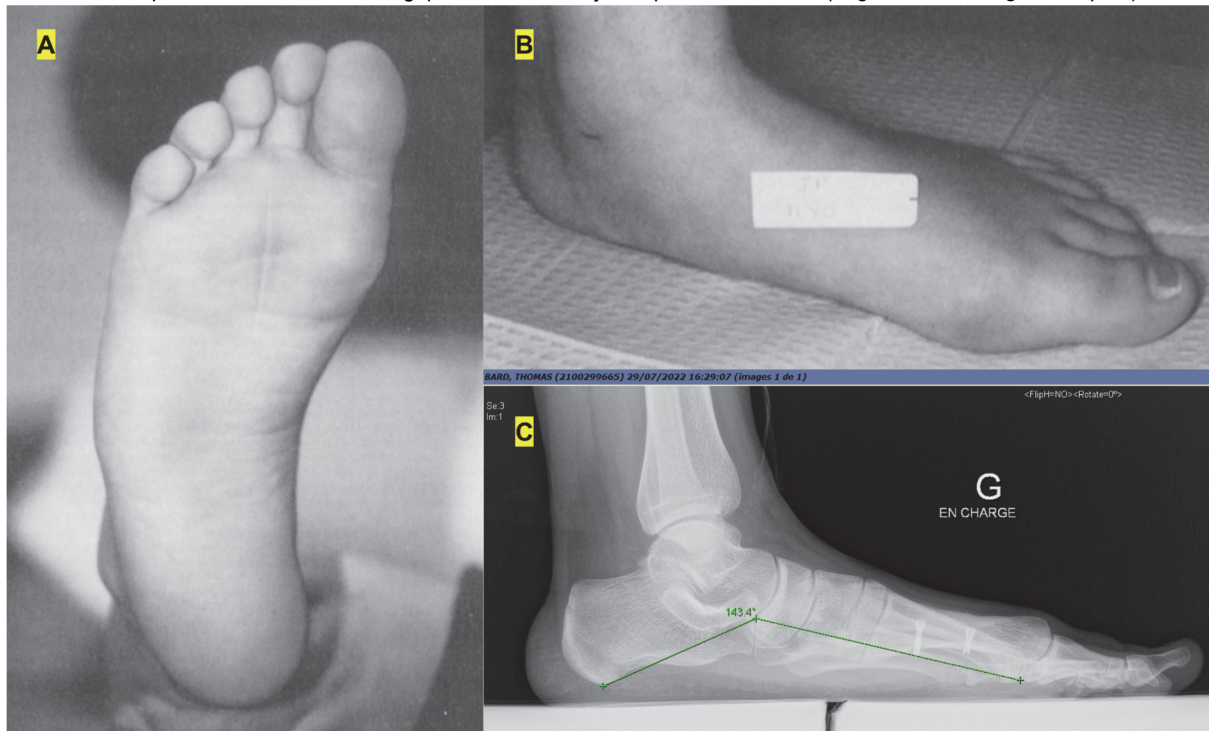 A
B
BARD, THOMAS (2100299665) 29/07/2022 16:29:07 (images 1 de 1)
Se:3
Im:1
<FlipH=NO><Rotate=0º>
C
G
EN CHARGE
143.4°